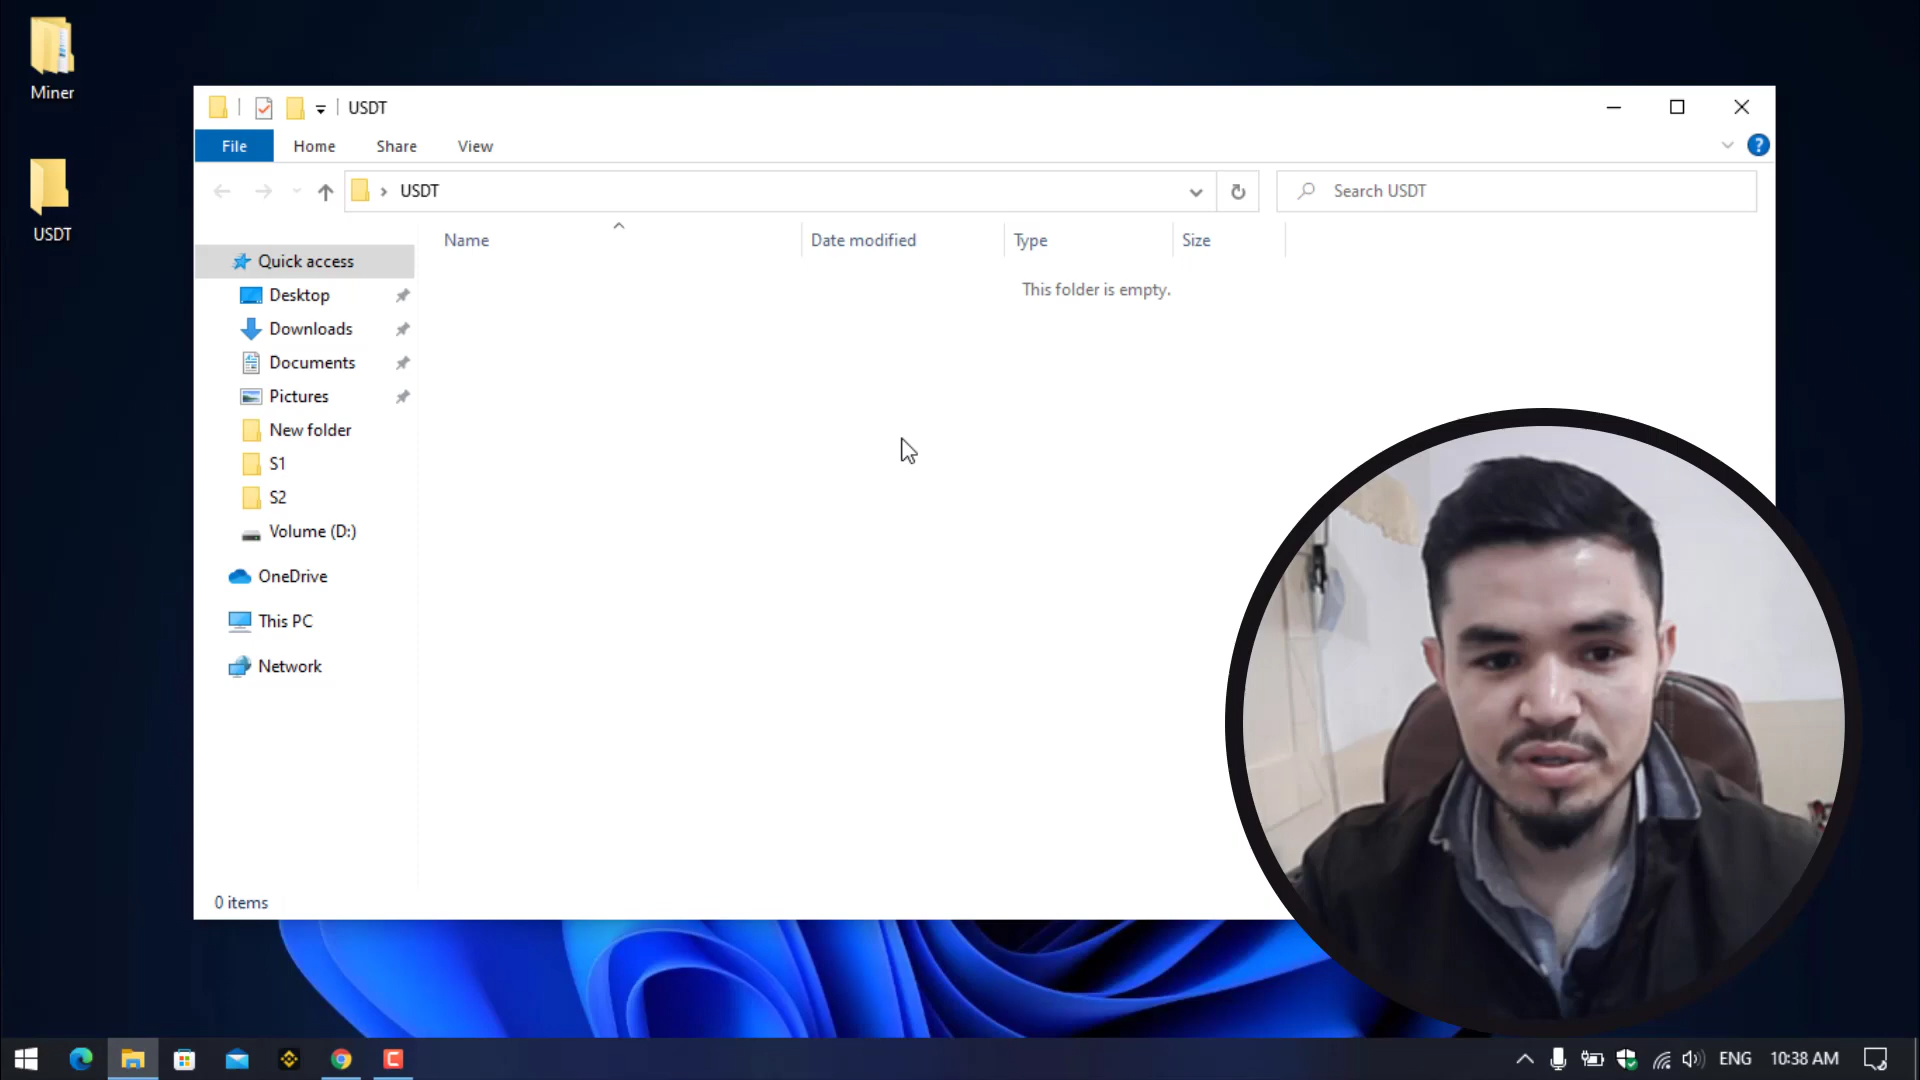 Miner
USDT
USDT
File Home Share View
USDT
Search USDT
Name Date modified Type Size
This folder is empty.
Quick access
Desktop
Downloads
Documents
Pictures
New folder
S1
S2
Volume (D:)
OneDrive
This PC
Network
0 items
ENG 10:38 AM